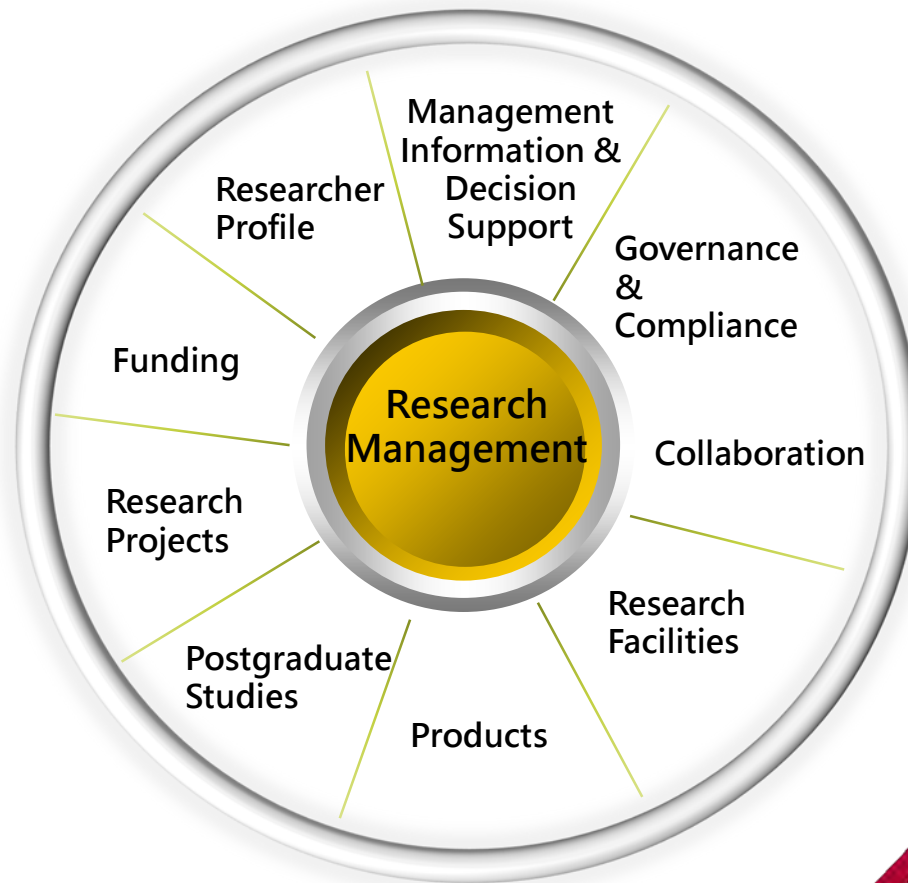 Management
Information &
Decision
Support
Governance
&
Compliance
Collaboration
Research
Facilities
Products
Postgraduate
Studies
Research
Projects
Funding
Researcher
Profile
Research
Management